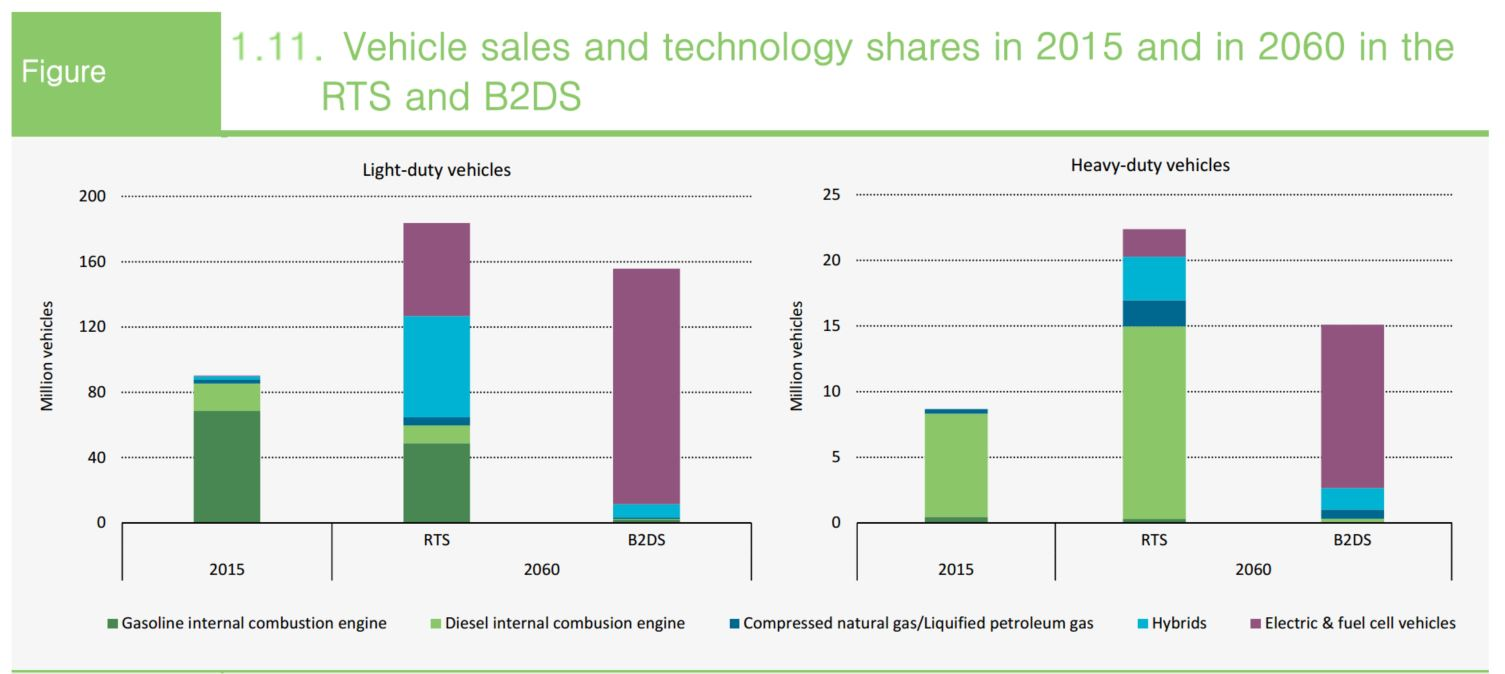 Figure
1.11. Vehicle sales and technology shares in 2015 and in 2060 in the
RTS and B2DS
Light-duty vehicles
200
160
120
80
40
0
Million vehicles
RTS
B2DS
2015
2060
Heavy-duty vehicles
25
20
15
10
5
0
Million vehicles
RTS
B2DS
2015
2060
Gasoline internal combustion engine
Diesel internal combusion engine
Compressed natural gas/Liquified petroleum gas
Hybrids
Electric & fuel cell vehicles